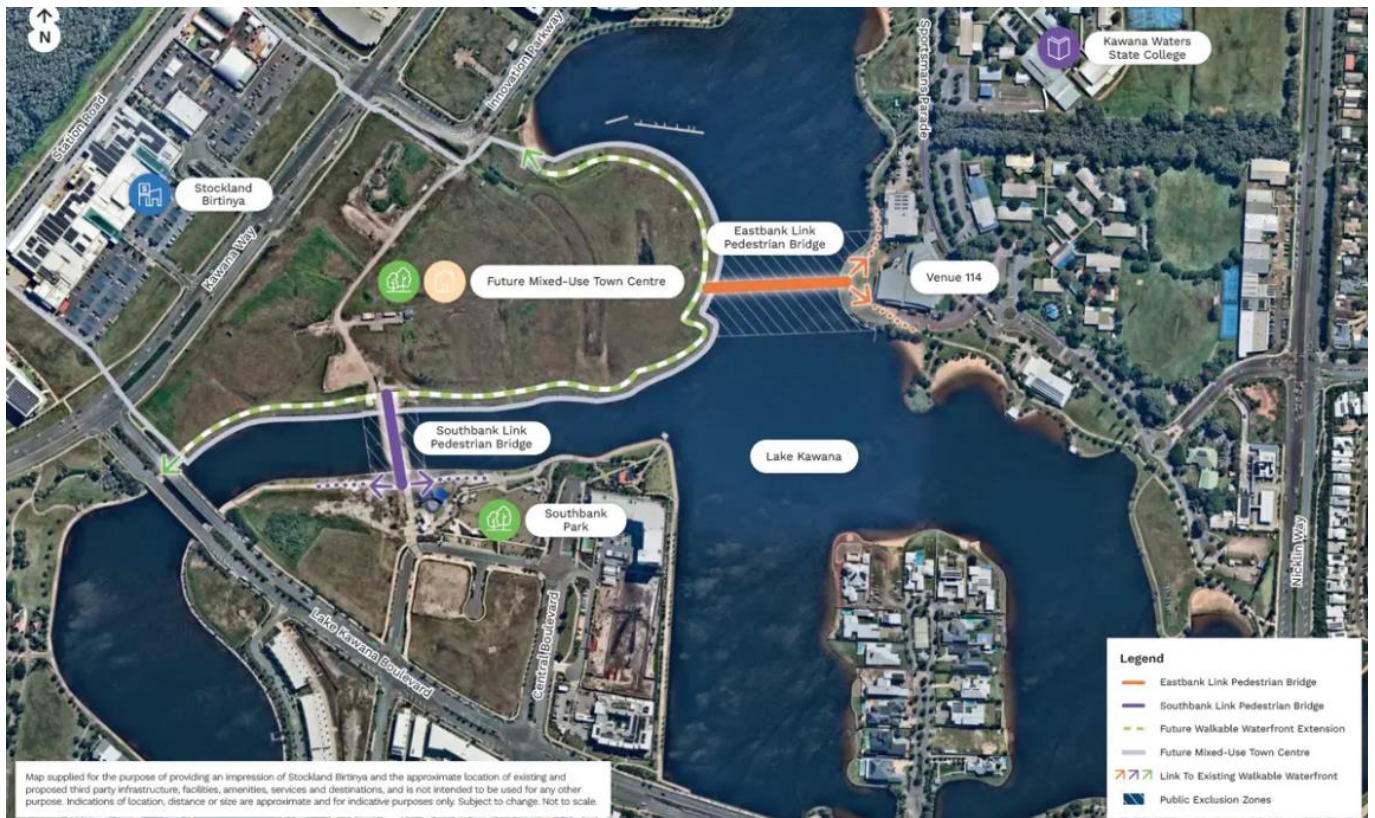 N
Station Road
Innovation Parkway
Sportsmans Parade
Kawana Waters
State College
Stockland
Birtinya
Kawana Way
Eastbank Link
Pedestrian Bridge
Future Mixed-Use Town Centre
Venue 114
Southbank Link
Pedestrian Bridge
Lake Kawana
Southbank
Park
Nicklin Way
Lake Kawana Boulevard
Central Boulevard
Legend
Eastbank Link Pedestrian Bridge
Southbank Link Pedestrian Bridge
Future Walkable Waterfront Extension
Future Mixed-Use Town Centre
Link To Existing Walkable Waterfront
Public Exclusion Zones
Map supplied for the purpose of providing an impression of Stockland Birtinya and the approximate location of existing and
proposed third party infrastructure, facilities, amenities, services and destinations, and is not intended to be used for any other
purpose. Indications of location, distance or size are approximate and for indicative purposes only. Subject to change. Not to scale.